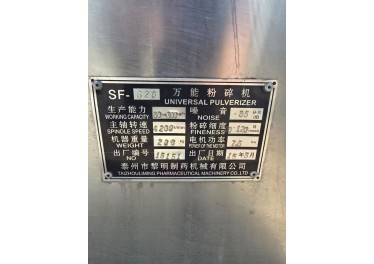 SF- 万能粉碎机
UNIVERSAL PULVERIZER
生产能力 噪音
WORKING CAPACITY NOISE
主轴转速 4200r/min 粉碎细度
SPINDLE SPEED FINENESS
机器重量 电机功率
WEIGHT POWER OF THE MOTOR
出厂编号 15151 出厂日期
NO DATE
泰州市黎明制药机械有限公司
TAIZHOULIMING PHARMACEUTICAL MACHINERY CO.,LTD